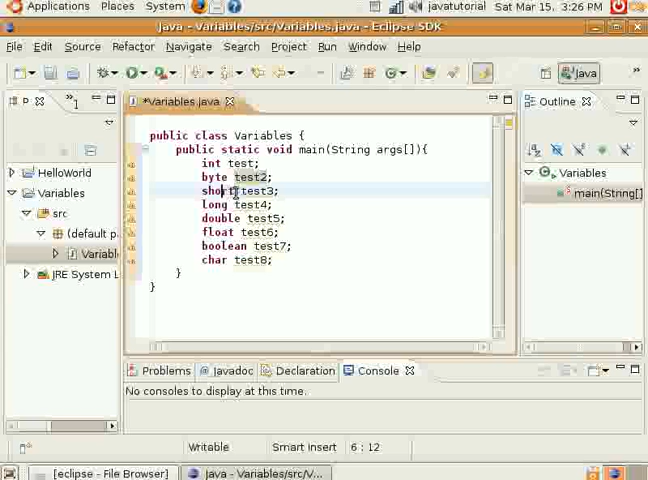 Applications Places System javatutorial Sat Mar 15, 3:26 PM
Java - Variables/src/Variables.java - Eclipse SDK
File Edit Source Refactor Navigate Search Project Run Window Help
Java
P 1 *Variables.java Outline
public class Variables {
public static void main(String args[]){
int test;
byte test2;
short test3;
long test4;
double test5;
float test6;
boolean test7;
char test8;
}
}
HelloWorld
Variables
src
(default p
Variabl
JRE System L
Variables
main(String[]
Problems Javadoc Declaration Console
No consoles to display at this time.
Writable Smart Insert 6 : 12
[eclipse - File Browser] Java - Variables/src/V...